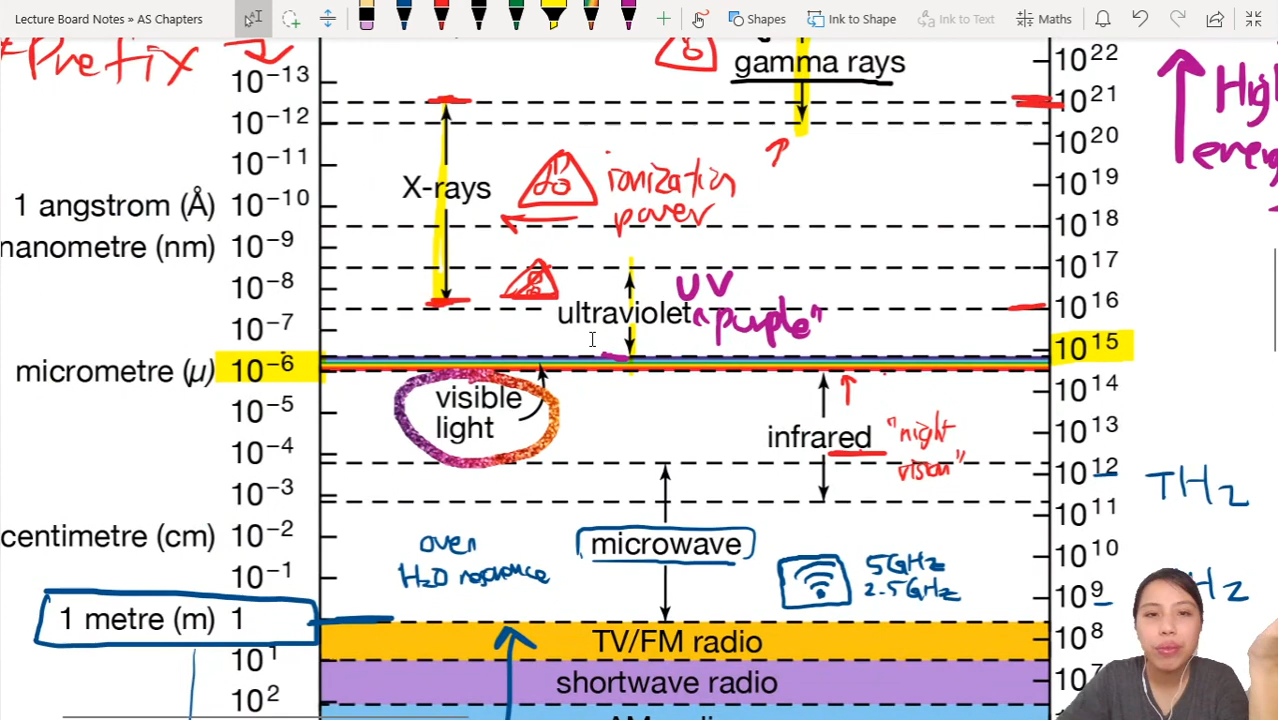 Lecture Board Notes » AS Chapters
Shapes
Ink to Shape
Ink to Text
Maths
Prefix
10⁻¹³
10⁻¹²
10⁻¹¹
1 angstrom (Å) 10⁻¹⁰
nanometre (nm) 10⁻⁹
10⁻⁸
10⁻⁷
micrometre (μ) 10⁻⁶
10⁻⁵
10⁻⁴
10⁻³
centimetre (cm) 10⁻²
10⁻¹
1 metre (m) 1
10¹
10²
gamma rays
X-rays
ionization
power
UV
ultraviolet
"purple"
visible
light
infrared
"night
vision"
microwave
oven
H₂O resonance
5GHz
2.5GHz
TV/FM radio
shortwave radio
10²²
10²¹
10²⁰
10¹⁹
10¹⁸
10¹⁷
10¹⁶
10¹⁵
10¹⁴
10¹³
10¹²
10¹¹
10¹⁰
10⁹
10⁸
10⁷
THz
Hz